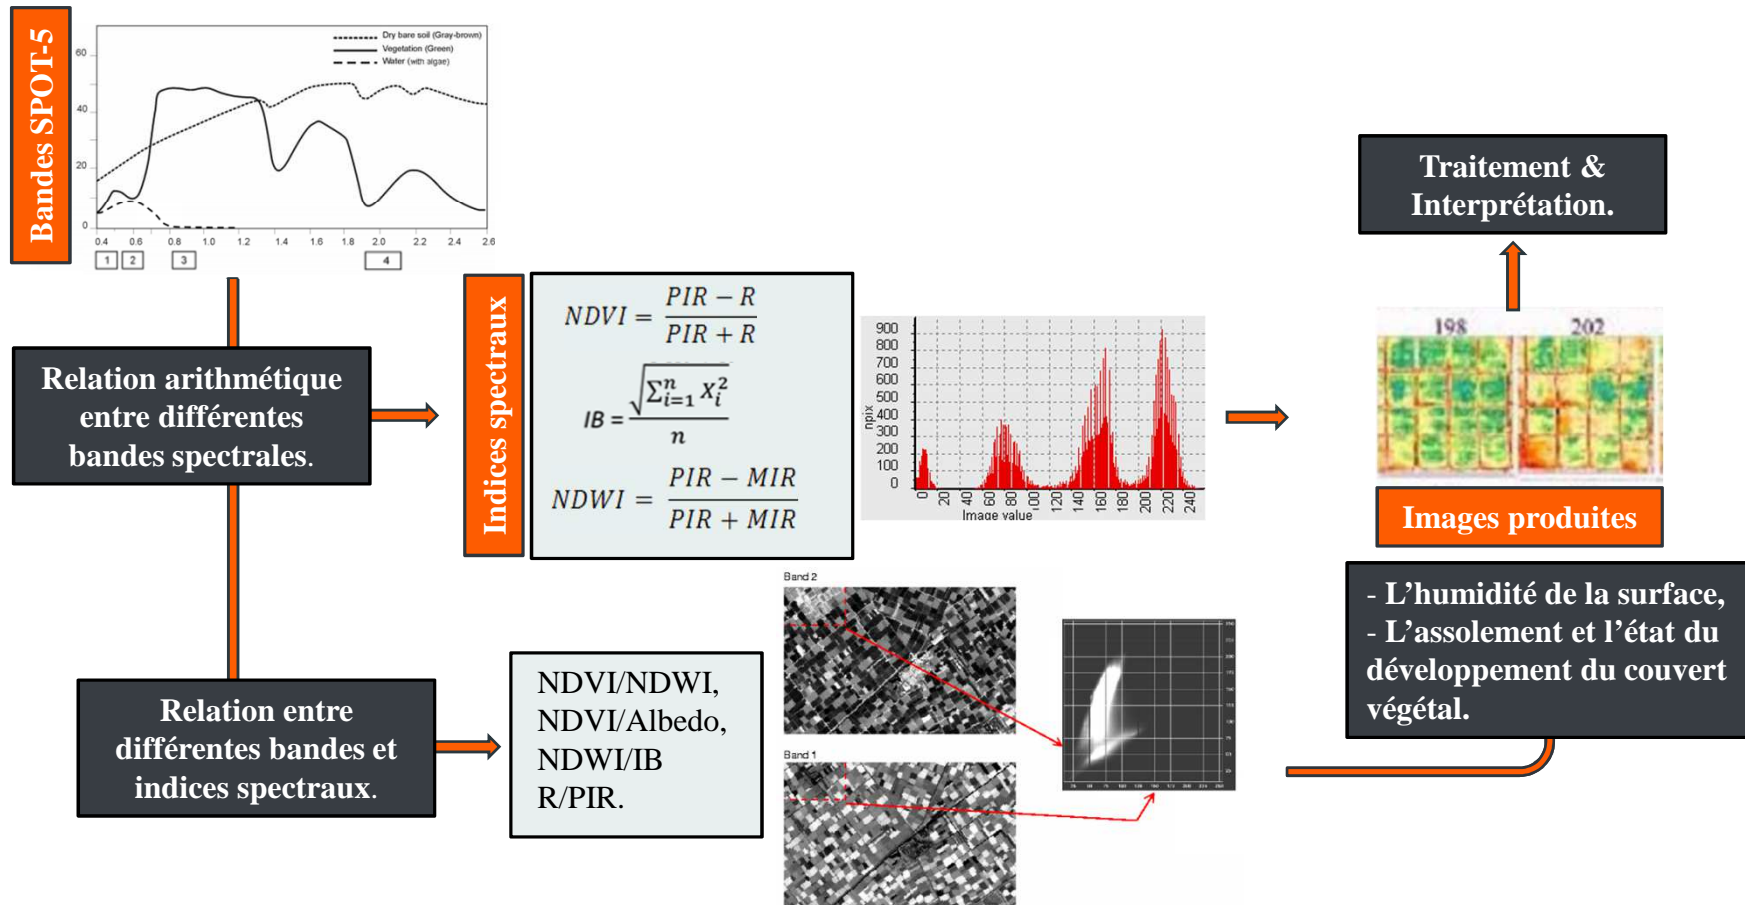 Bandes SPOT-5
Dry bare soil (Gray-brown)
Vegetation (Green)
Water (with algae)
60
40
20
0
0.4 0.6 0.8 1.0 1.2 1.4 1.6 1.8 2.0 2.2 2.4 2.6
1 2 3 4
Relation arithmétique
entre différentes
bandes spectrales.
Indices spectraux
NDVI = (PIR − R) / (PIR + R)
IB = √(∑ⁿᵢ₌₁ Xᵢ²) / n
NDWI = (PIR − MIR) / (PIR + MIR)
900
800
700
600
500
400
300
200
100
0
npix
0 20 40 60 80 100 120 140 160 180 200 220 240
Image value
198 202
Images produites
Traitement &
Interprétation.
- L’humidité de la surface,
- L’assolement et l’état du
développement du couvert
végétal.
Relation entre
différentes bandes et
indices spectraux.
NDVI/NDWI,
NDVI/Albedo,
NDWI/IB
R/PIR.
Band 2
Band 1